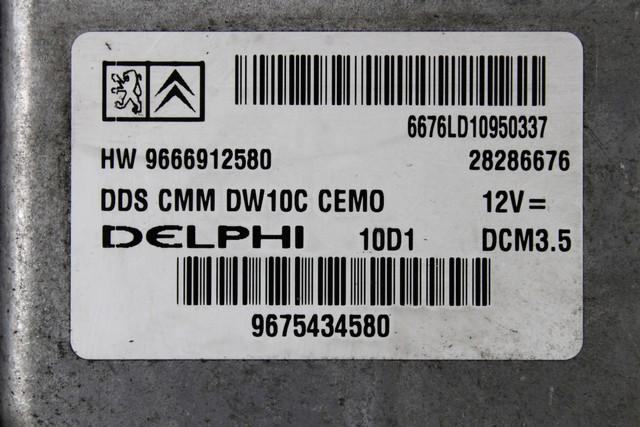 6676LD10950337
HW 9666912580 28286676
DDS CMM DW10C CEMO 12V =
DELPHI 10D1 DCM3.5
9675434580